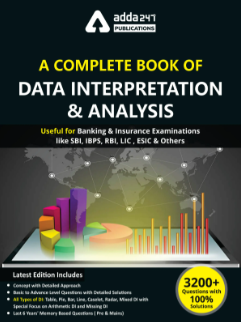 adda247
PUBLICATIONS
A COMPLETE BOOK OF
DATA INTERPRETATION
& ANALYSIS
Useful for Banking & Insurance Examinations
like SBI, IBPS, RBI, LIC , ESIC & Others
Latest Edition Includes
Concept with Detailed Approach
Basic to Advance Level Questions with Detailed Solutions
All Types of DI: Table, Pie, Bar, Line, Caselet, Radar, Mixed DI with
Special Focus on Arithmetic DI and Missing DI
Last 6 Years' Memory Based Questions ( Pre & Mains)
3200+
Questions with
100%
Solutions